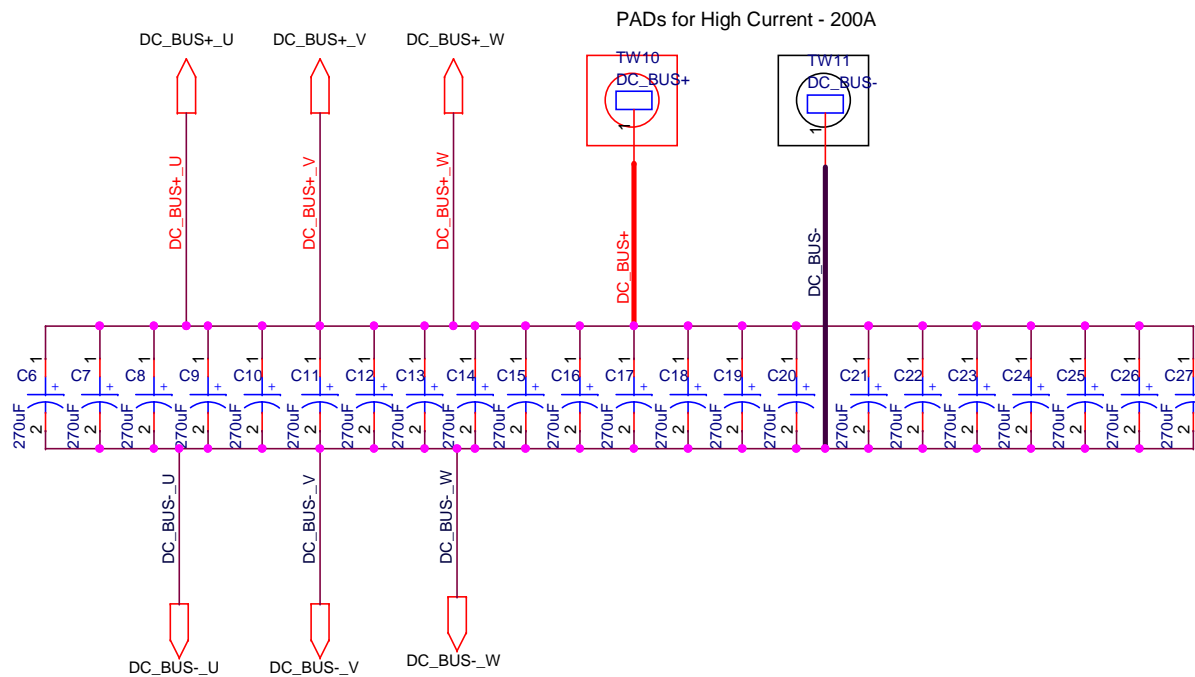 PADs for High Current - 200A
DC_BUS+_U
DC_BUS+_V
DC_BUS+_W
TW10
DC_BUS+
1
TW11
DC_BUS-
1
DC_BUS+_U
DC_BUS+_V
DC_BUS+_W
DC_BUS+
DC_BUS-
C6 + 1 2 270uF
C7 + 1 2 270uF
C8 + 1 2 270uF
C9 + 1 2 270uF
C10 + 1 2 270uF
C11 + 1 2 270uF
C12 + 1 2 270uF
C13 + 1 2 270uF
C14 + 1 2 270uF
C15 + 1 2 270uF
C16 + 1 2 270uF
C17 + 1 2 270uF
C18 + 1 2 270uF
C19 + 1 2 270uF
C20 + 1 2 270uF
C21 + 1 2 270uF
C22 + 1 2 270uF
C23 + 1 2 270uF
C24 + 1 2 270uF
C25 + 1 2 270uF
C26 + 1 2 270uF
C27 1 2 270uF
DC_BUS-_U
DC_BUS-_V
DC_BUS-_W
DC_BUS-_U
DC_BUS-_V
DC_BUS-_W